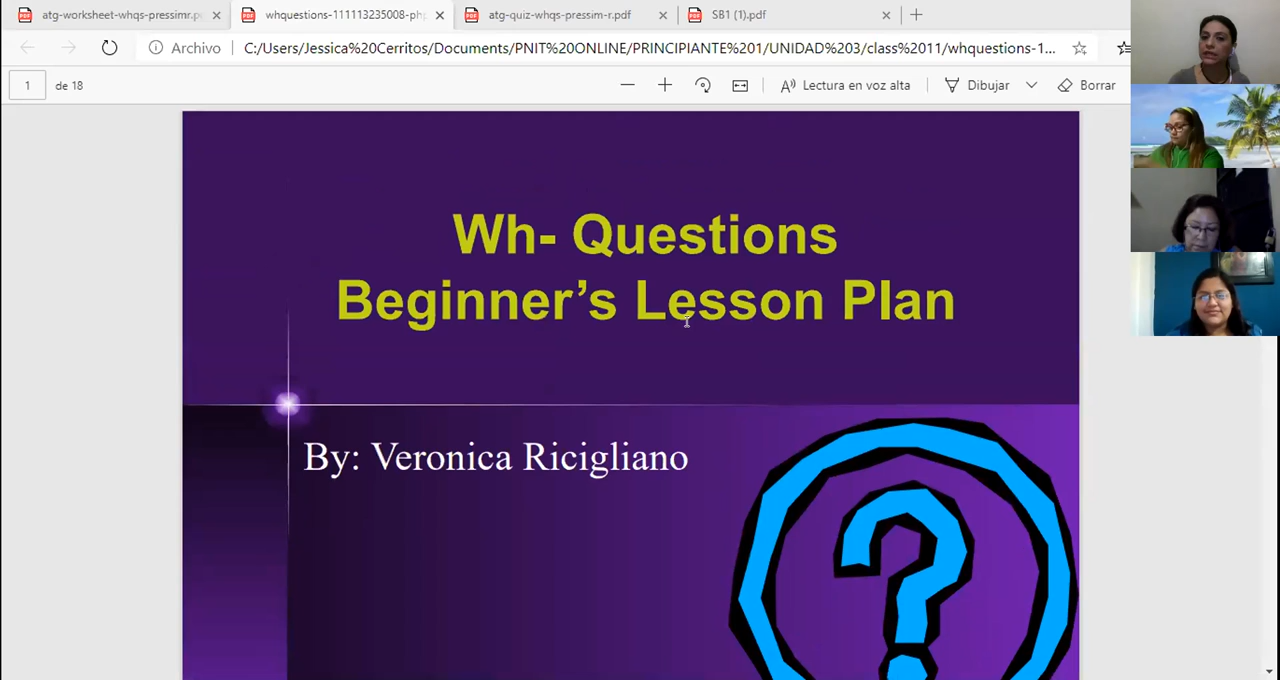 atg-worksheet-whqs-pressimr.p
whquestions-111113235008-php
atg-quiz-whqs-pressim-r.pdf
SB1 (1).pdf
Archivo
C:/Users/Jessica%20Cerritos/Documents/PNIT%20ONLINE/PRINCIPIANTE%201/UNIDAD%203/class%2011/whquestions-1...
1 de 18
Lectura en voz alta
Dibujar
Borrar
Wh- Questions
Beginner’s Lesson Plan
By: Veronica Ricigliano
?